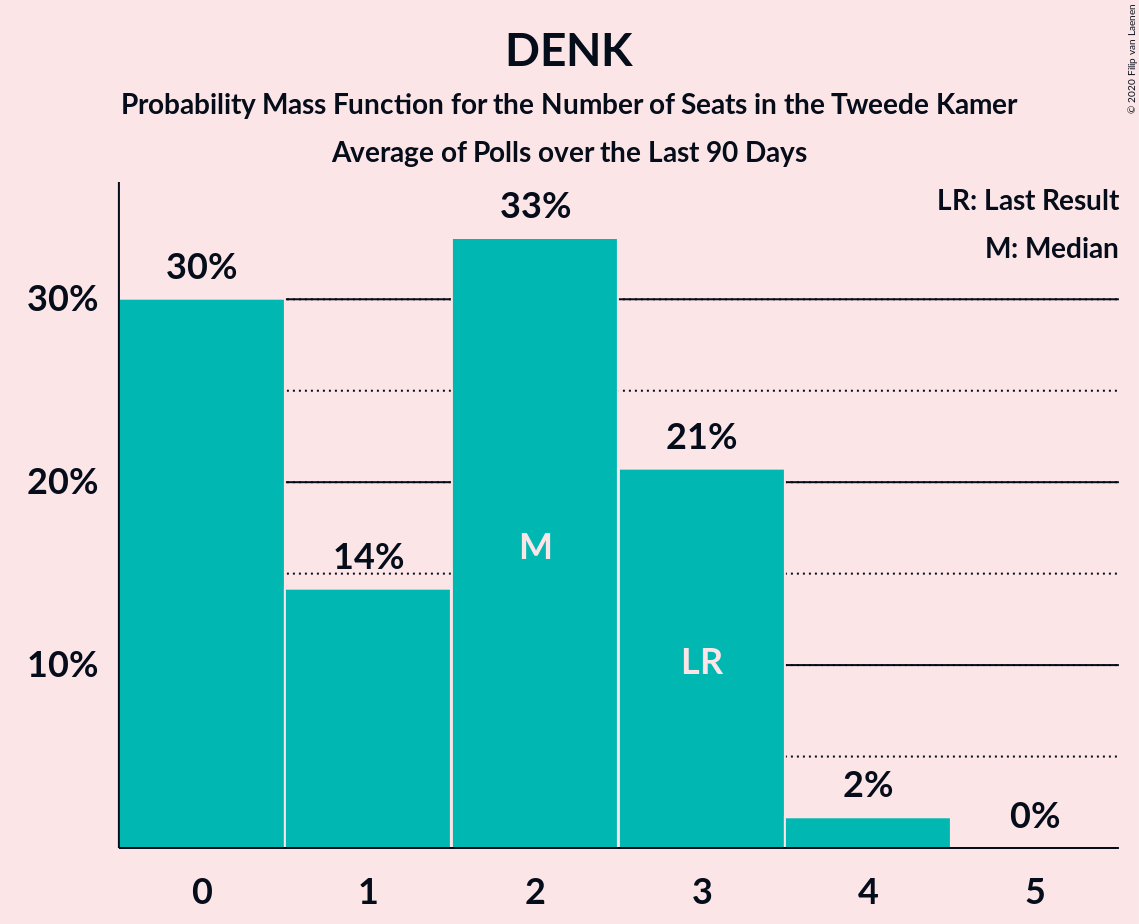 DENK
Probability Mass Function for the Number of Seats in the Tweede Kamer
Average of Polls over the Last 90 Days
© 2020 Filip van Laenen
LR: Last Result
M: Median
33%
30%
30%
21%
20%
14%
M
LR
10%
2%
0%
0 1 2 3 4 5